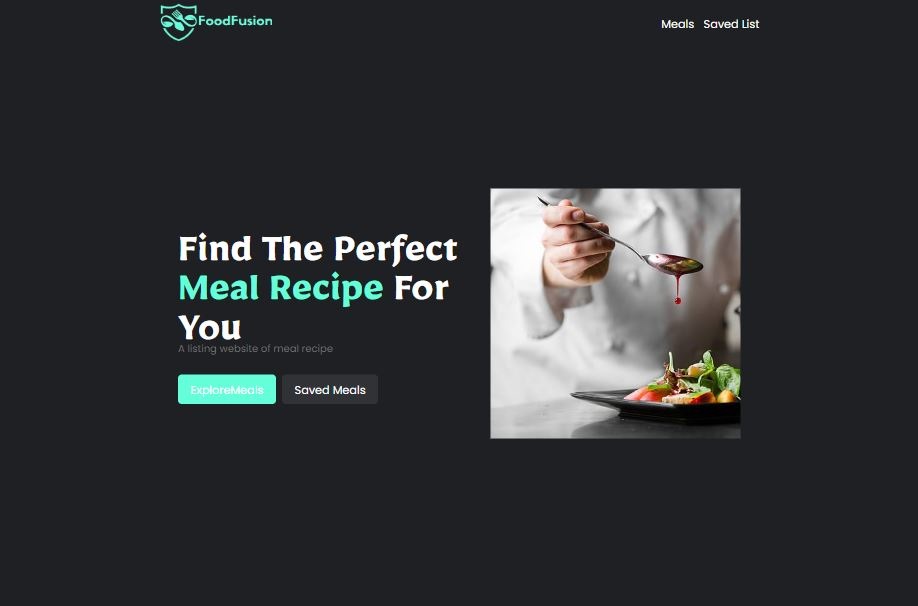 FoodFusion
Meals Saved List
Find The Perfect
Meal Recipe For
You
A listing website of meal recipe
ExploreMeals Saved Meals